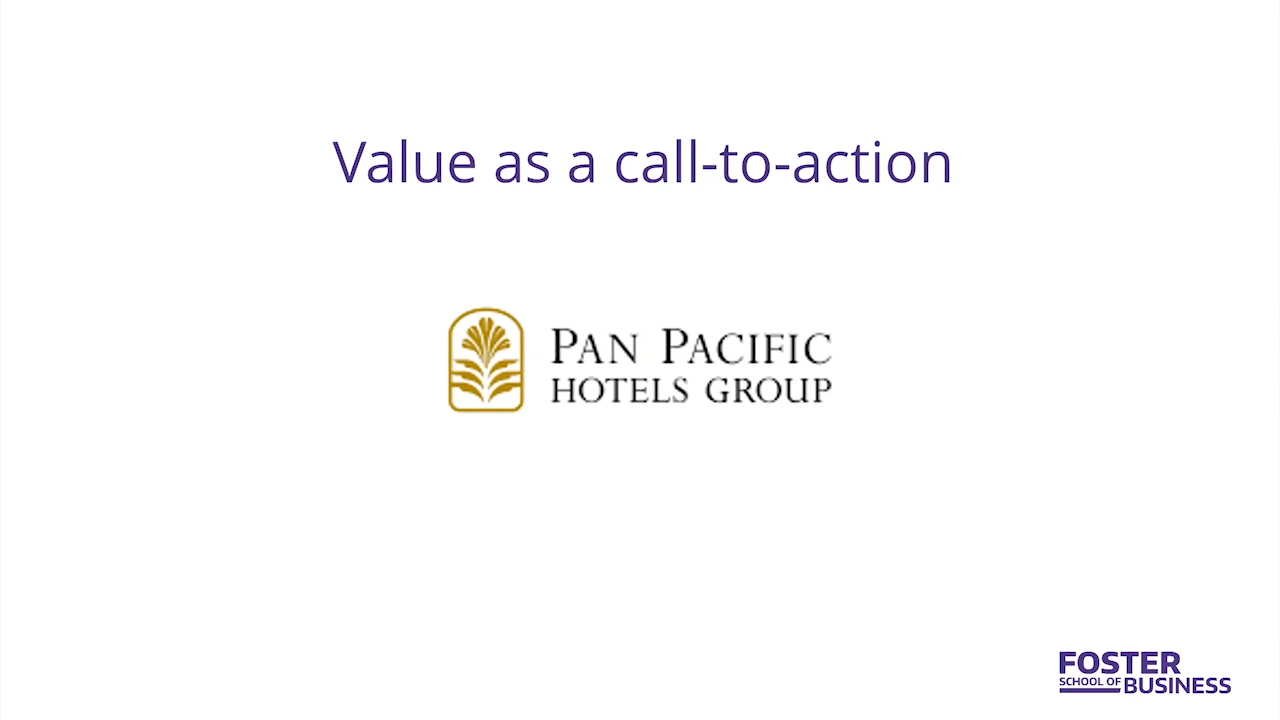 Value as a call-to-action
PAN PACIFIC
HOTELS GROUP
FOSTER
SCHOOL OF BUSINESS